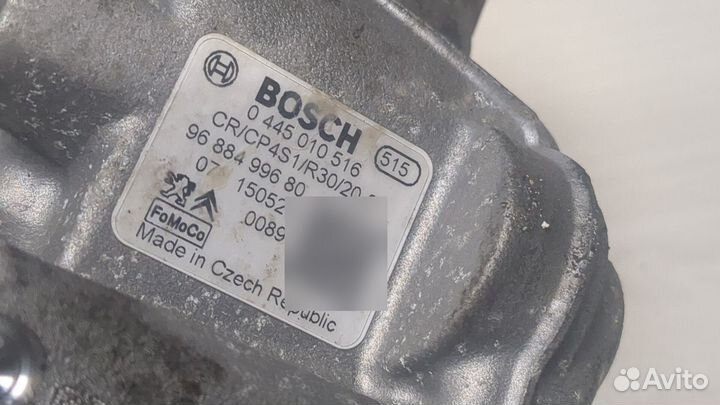 BOSCH
0 445 010 516
CR/CP4S1/R30/20
515
96 884 996 80
07 1505
0089
FoMoCo
Made in Czech Republic
Avito